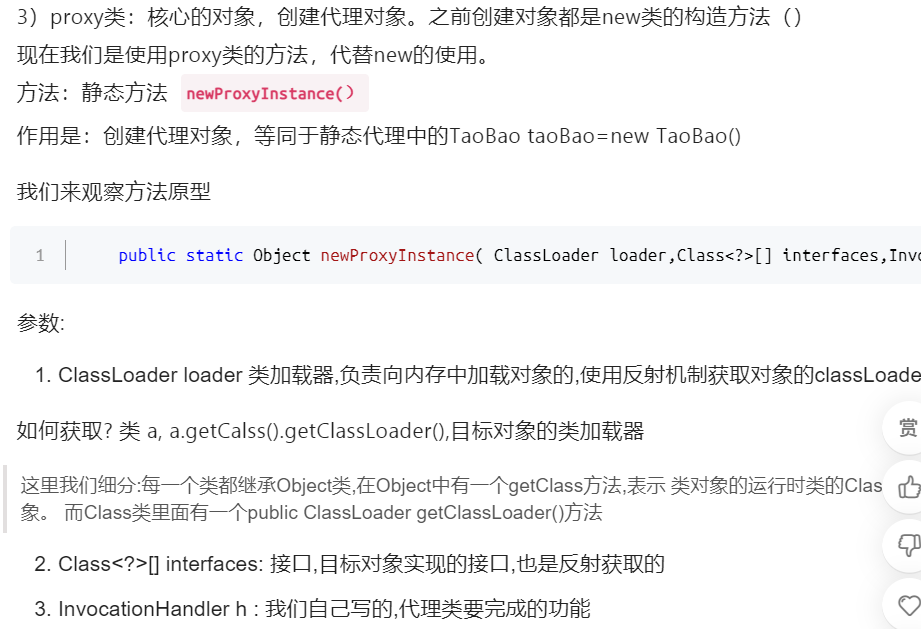 3）proxy类：核心的对象，创建代理对象。之前创建对象都是new类的构造方法（）
现在我们是使用proxy类的方法，代替new的使用。
方法：静态方法 newProxyInstance(）
作用是：创建代理对象，等同于静态代理中的TaoBao taoBao=new TaoBao()
我们来观察方法原型
1 public static Object newProxyInstance( ClassLoader loader,Class<?>[] interfaces,Invo
参数:
1. ClassLoader loader 类加载器,负责向内存中加载对象的,使用反射机制获取对象的classLoade
如何获取? 类 a, a.getCalss().getClassLoader(),目标对象的类加载器
赏
这里我们细分:每一个类都继承Object类,在Object中有一个getClass方法,表示 类对象的运行时类的Clas
象。 而Class类里面有一个public ClassLoader getClassLoader()方法
2. Class<?>[] interfaces: 接口,目标对象实现的接口,也是反射获取的
3. InvocationHandler h : 我们自己写的,代理类要完成的功能